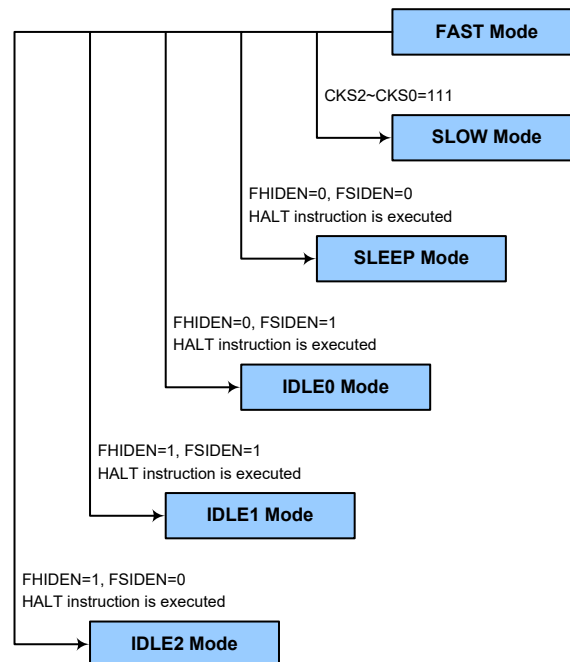 FAST Mode
CKS2~CKS0=111
SLOW Mode
FHIDEN=0, FSIDEN=0
HALT instruction is executed
SLEEP Mode
FHIDEN=0, FSIDEN=1
HALT instruction is executed
IDLE0 Mode
FHIDEN=1, FSIDEN=1
HALT instruction is executed
IDLE1 Mode
FHIDEN=1, FSIDEN=0
HALT instruction is executed
IDLE2 Mode